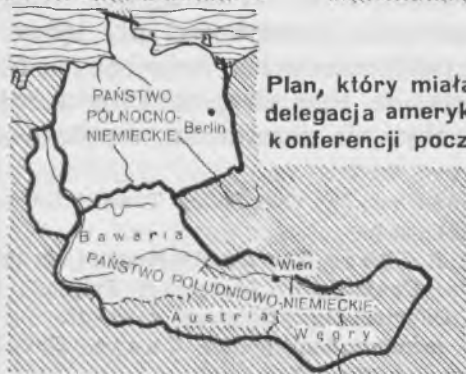 Plan, który miała
delegacja ameryk
konferencji pocz
PAŃSTWO
PÓŁNOCNO-
NIEMIECKIE
Berlin
Bawaria
Wien
PAŃSTWO POŁUDNIOWO-NIEMIECKIE
Austria
Węgry